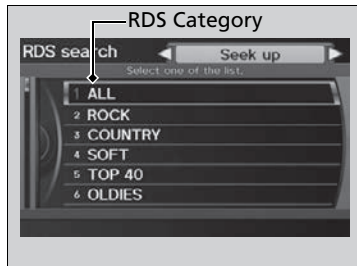 RDS Category
RDS search
Seek up
Select one of the list.
1 ALL
2 ROCK
3 COUNTRY
4 SOFT
5 TOP 40
6 OLDIES